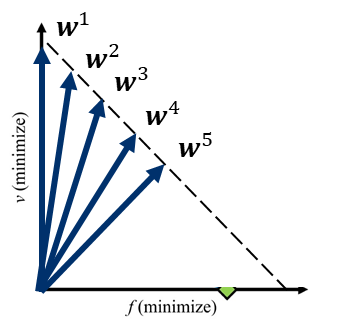 w¹
w²
w³
w⁴
w⁵
v (minimize)
f (minimize)